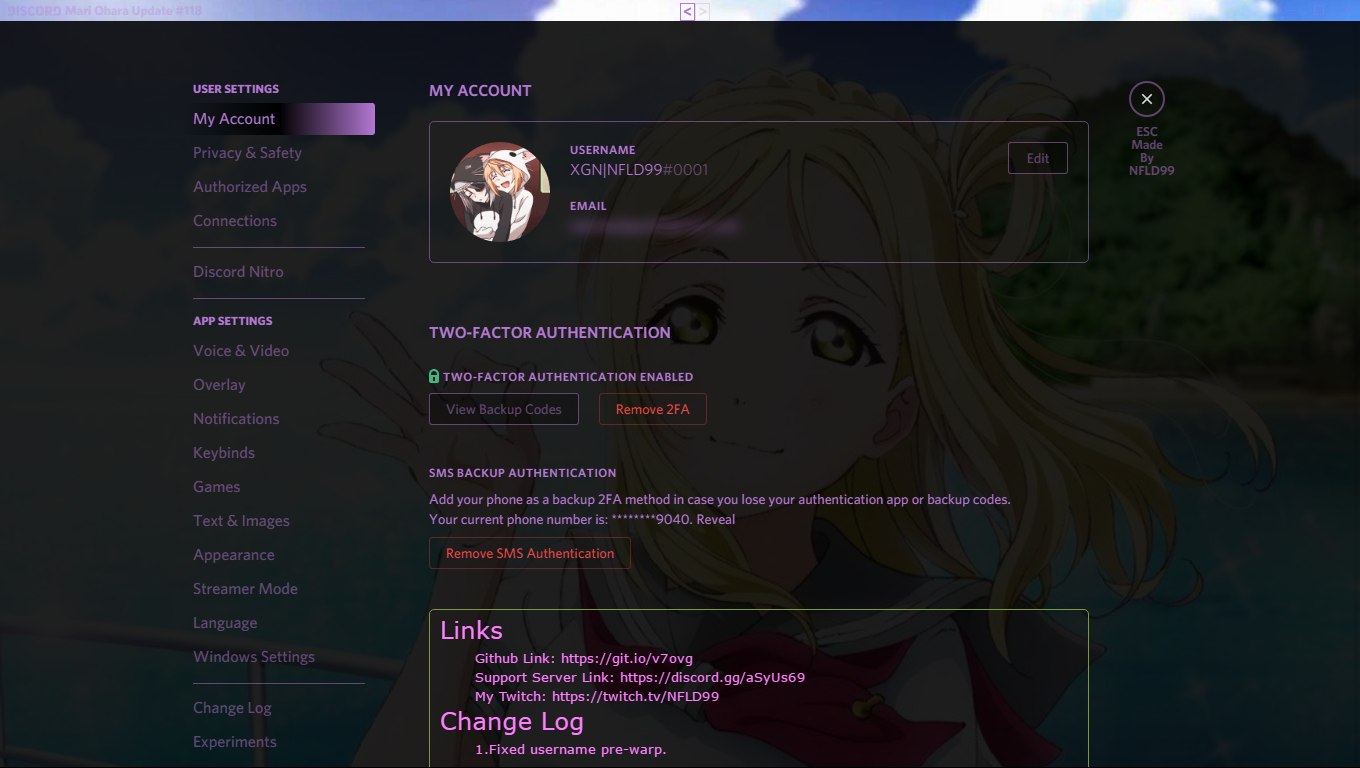 DISCORD Mari Ohara Update #118
< >
USER SETTINGS
My Account
Privacy & Safety
Authorized Apps
Connections
Discord Nitro
APP SETTINGS
Voice & Video
Overlay
Notifications
Keybinds
Games
Text & Images
Appearance
Streamer Mode
Language
Windows Settings
Change Log
Experiments
MY ACCOUNT
USERNAME
XGN|NFLD99#0001
Edit
EMAIL
TWO-FACTOR AUTHENTICATION
TWO-FACTOR AUTHENTICATION ENABLED
View Backup Codes
Remove 2FA
SMS BACKUP AUTHENTICATION
Add your phone as a backup 2FA method in case you lose your authentication app or backup codes.
Your current phone number is: ********9040. Reveal
Remove SMS Authentication
Links
Github Link: https://git.io/v7ovg
Support Server Link: https://discord.gg/aSyUs69
My Twitch: https://twitch.tv/NFLD99
Change Log
1.Fixed username pre-warp.
ESC
Made
By
NFLD99